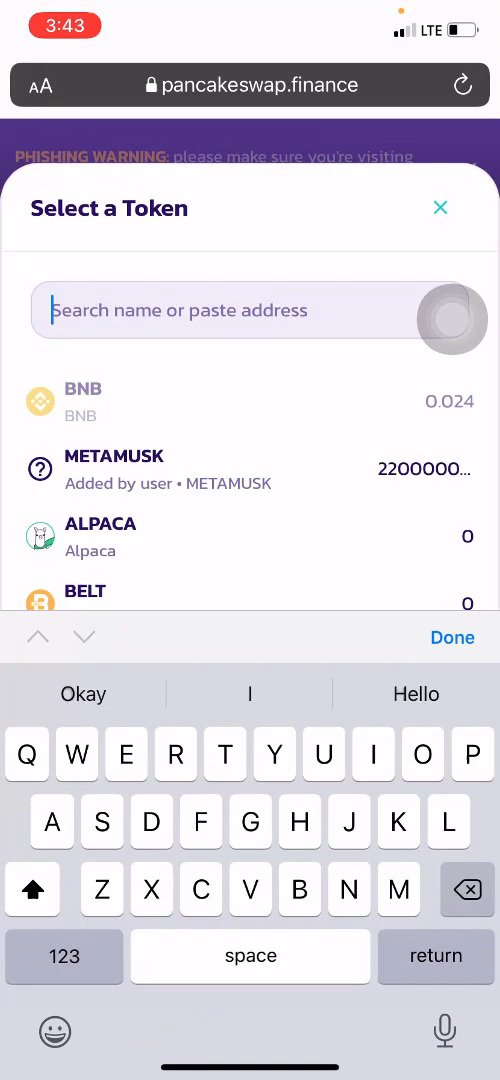 3:43
LTE
AA pancakeswap.finance
PHISHING WARNING: please make sure you're visiting
Select a Token
Search name or paste address
BNB
BNB
0.024
METAMUSK
Added by user • METAMUSK
2200000...
ALPACA
Alpaca
0
BELT
0
Done
Okay I Hello
Q W E R T Y U I O P
A S D F G H J K L
Z X C V B N M
123 space return